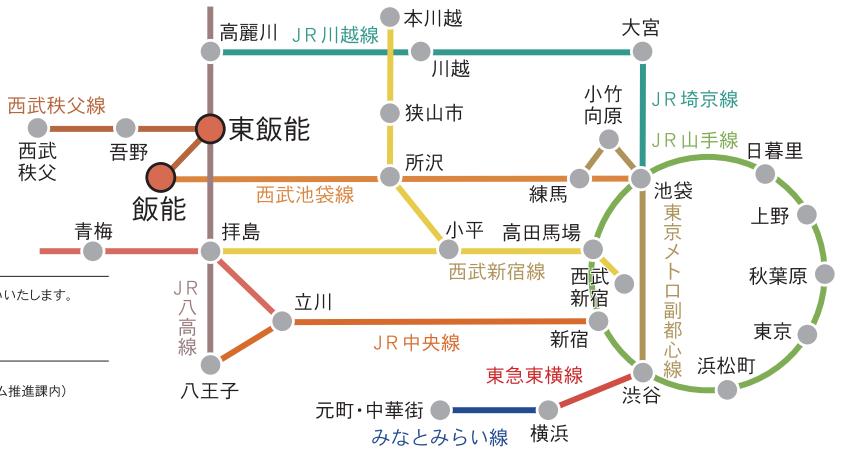 本川越
高麗川
JR川越線
大宮
川越
小竹
向原
JR埼京線
西武秩父線
狭山市
東飯能
JR山手線
日暮里
西武
秩父
吾野
所沢
練馬
池袋
飯能
西武池袋線
上野
青梅
拝島
小平
高田馬場
東京メトロ副都心線
西武新宿線
西武
新宿
秋葉原
いたします。
JR八高線
立川
新宿
東京
JR中央線
浜松町
八王子
東急東横線
渋谷
ム推進課内）
元町・中華街
横浜
みなとみらい線